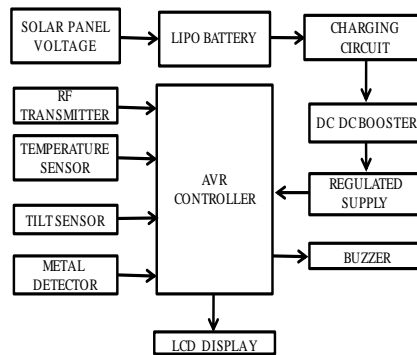 SOLAR PANEL
VOLTAGE
LIPO BATTERY
CHARGING
CIRCUIT
RF
TRANSMITTER
TEMPERATURE
SENSOR
TILT SENSOR
METAL
DETECTOR
AVR
CONTROLLER
DC DC BOOSTER
REGULATED
SUPPLY
BUZZER
LCD DISPLAY